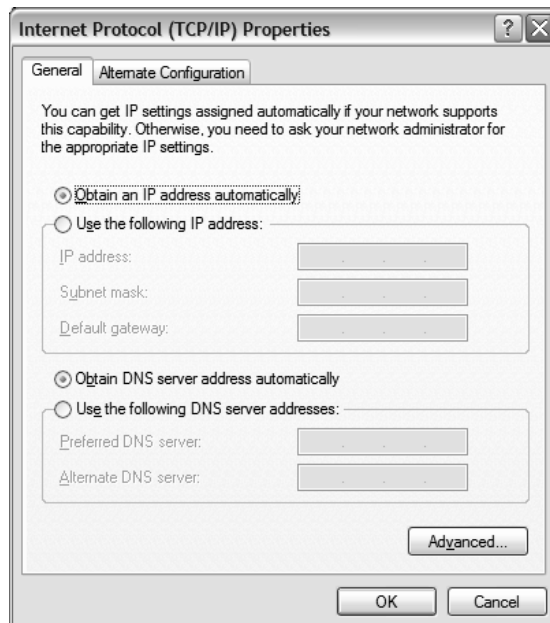 Internet Protocol (TCP/IP) Properties
General Alternate Configuration
You can get IP settings assigned automatically if your network supports
this capability. Otherwise, you need to ask your network administrator for
the appropriate IP settings.
Obtain an IP address automatically
Use the following IP address:
IP address:
Subnet mask:
Default gateway:
Obtain DNS server address automatically
Use the following DNS server addresses:
Preferred DNS server:
Alternate DNS server:
Advanced...
OK Cancel